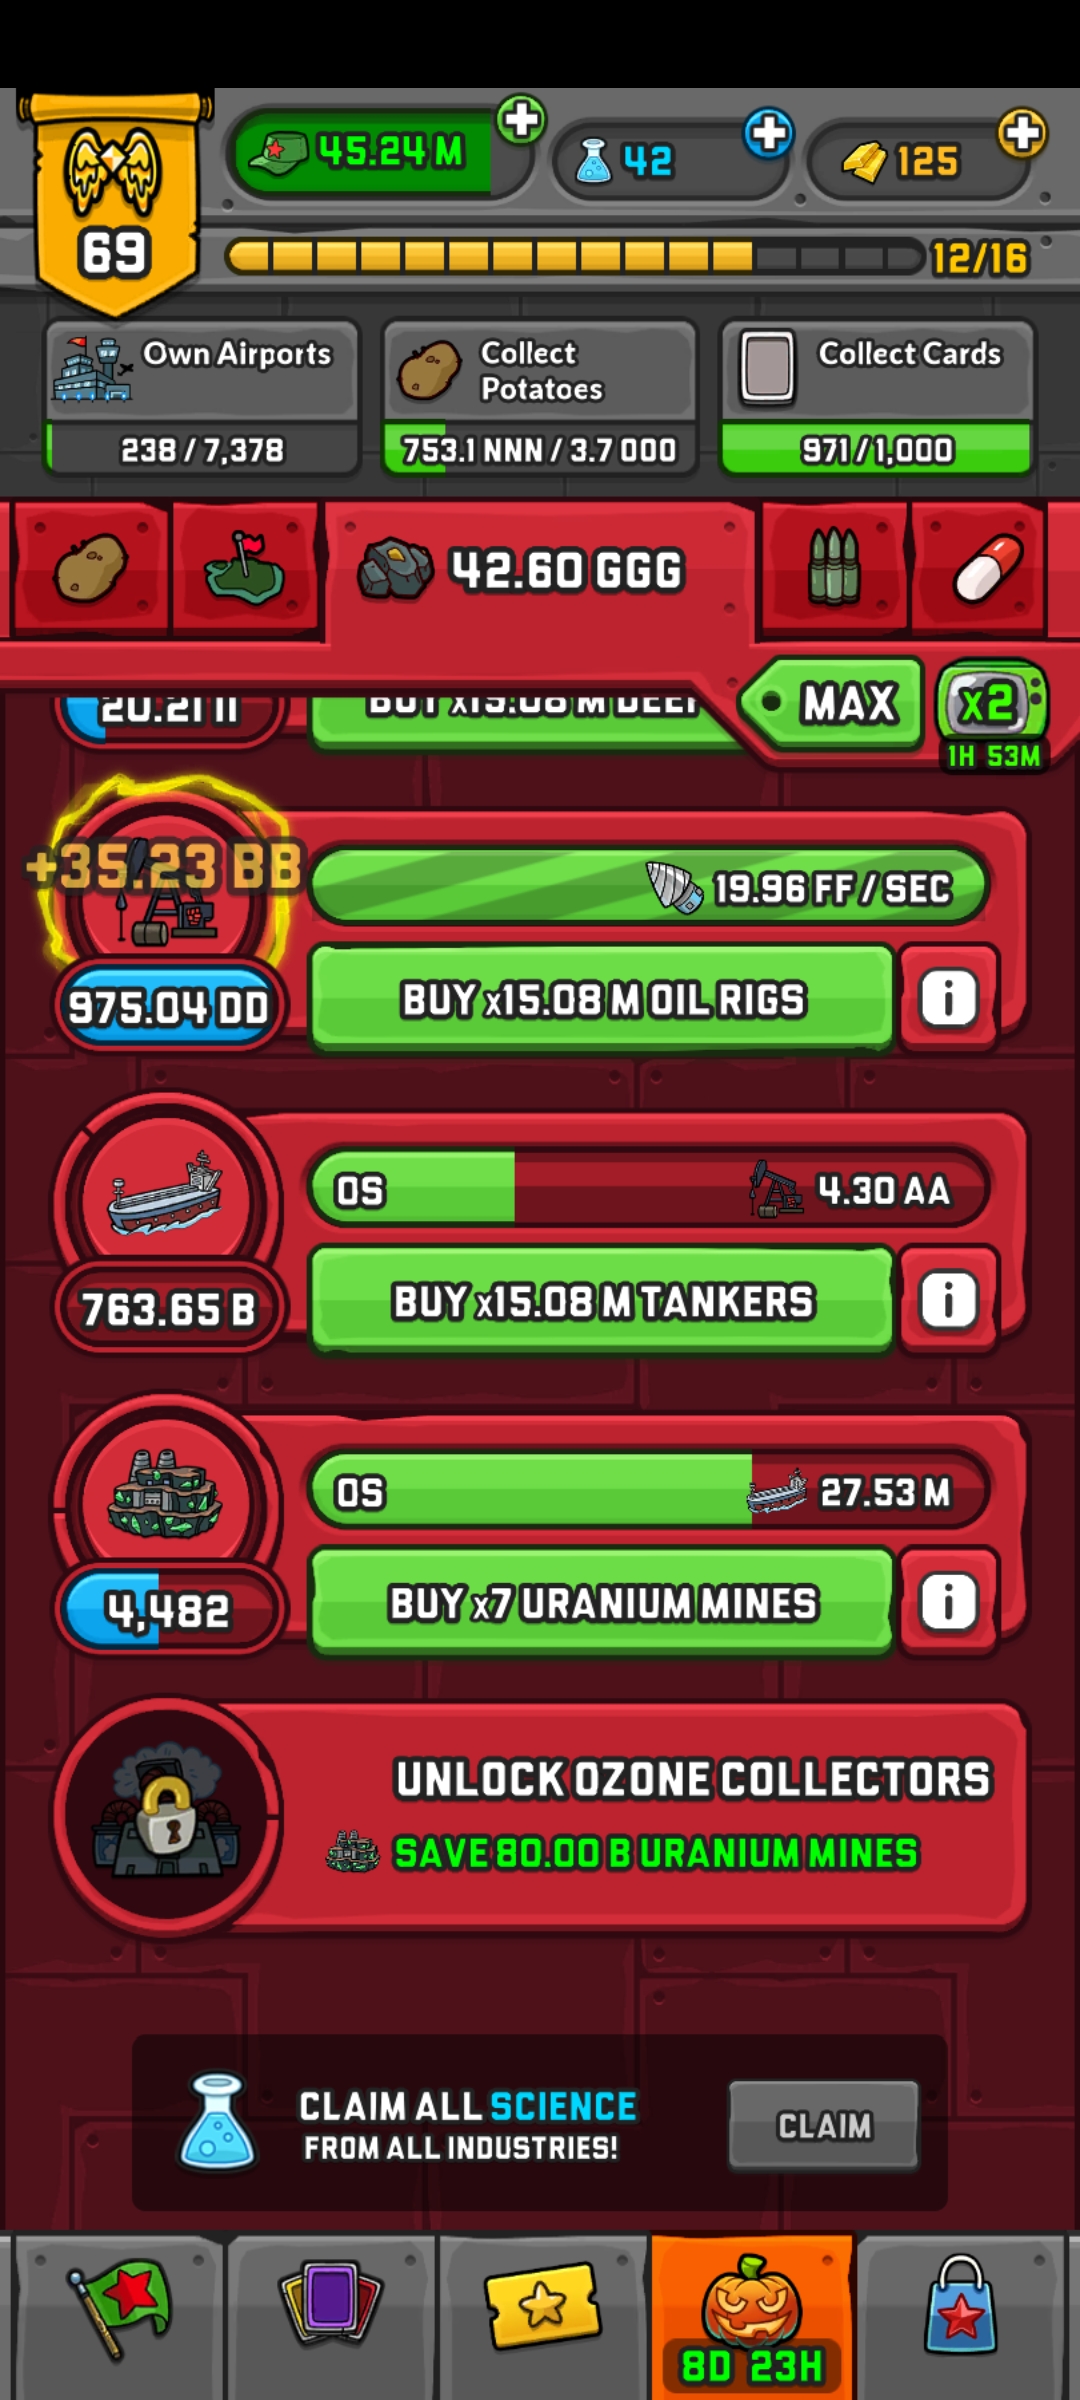 45.24 M
42
125
69
12/16
Own Airports
238 / 7,378
Collect
Potatoes
753.1 NNN / 3.7 OOO
Collect Cards
971 / 1,000
42.60 GGG
MAX
x2
1H 53M
BUY x15.08 M
+35.23 BB
19.96 FF / SEC
975.04 DD
BUY x15.08 M OIL RIGS
i
0S
4.30 AA
763.65 B
BUY x15.08 M TANKERS
i
0S
27.53 M
4,482
BUY x7 URANIUM MINES
i
UNLOCK OZONE COLLECTORS
SAVE 80.00 B URANIUM MINES
CLAIM ALL SCIENCE
FROM ALL INDUSTRIES!
CLAIM
8D 23H